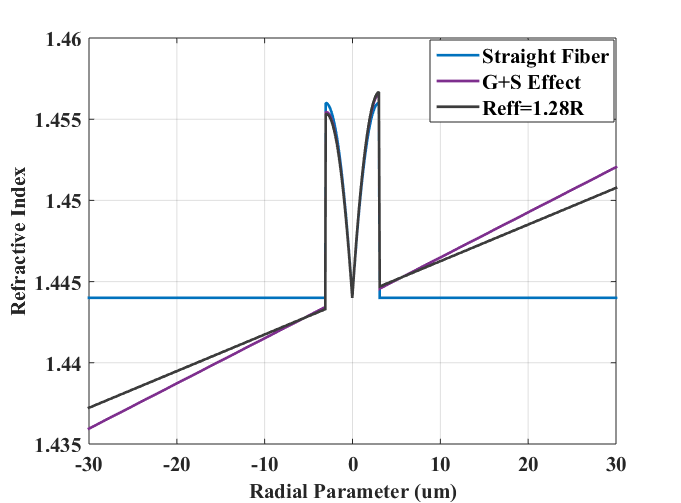 1.46
1.455
1.45
1.445
1.44
1.435
-30
-20
-10
0
10
20
30
Refractive Index
Radial Parameter (um)
Straight Fiber
G+S Effect
Reff=1.28R